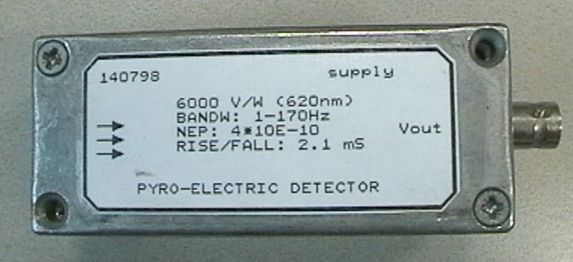 140798 supply
6000 V/W (620nm)
BANDW: 1-170Hz
NEP: 4*10E-10 Vout
RISE/FALL: 2.1 mS
PYRO-ELECTRIC DETECTOR